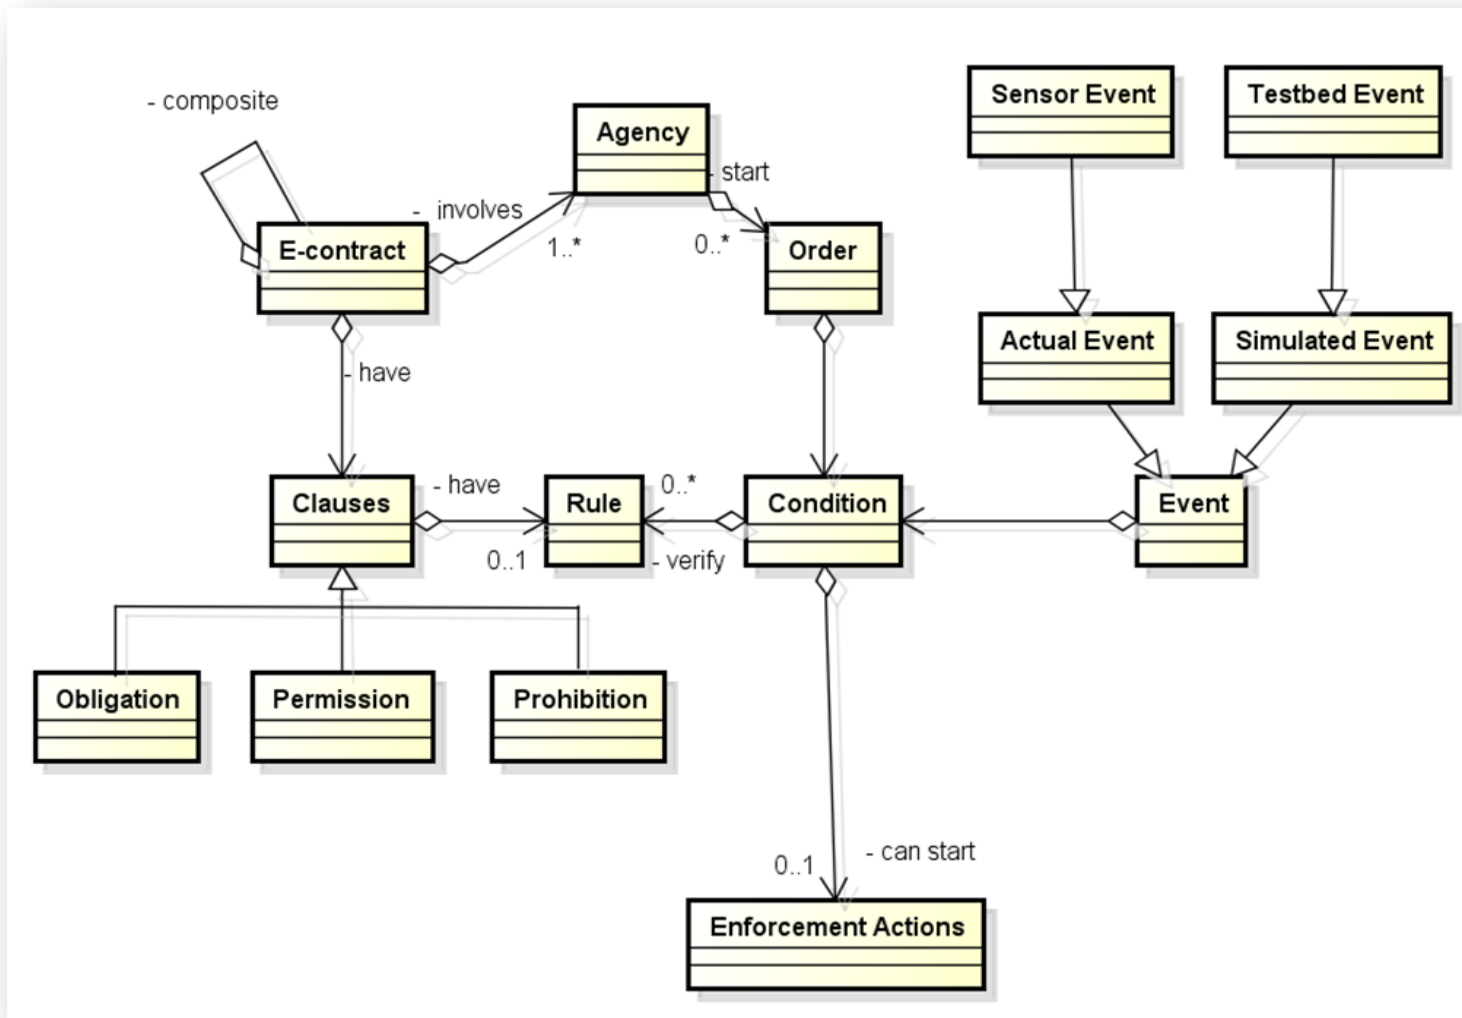 Sensor Event
Testbed Event
- composite
Agency
- start
- involves
1..*
0..*
E-contract
Order
Actual Event
Simulated Event
- have
Clauses
- have
0..1
Rule
0..*
- verify
Condition
Event
Obligation
Permission
Prohibition
0..1
- can start
Enforcement Actions